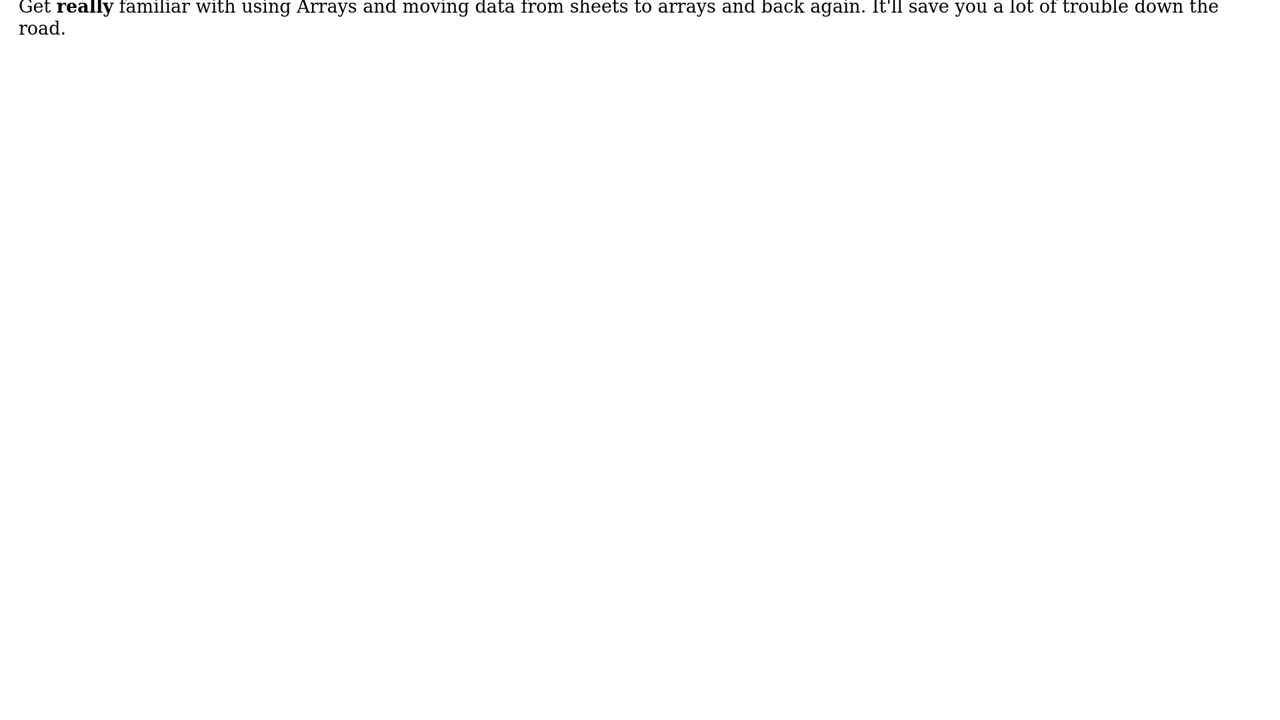 Get really familiar with using Arrays and moving data from sheets to arrays and back again. It'll save you a lot of trouble down the
road.